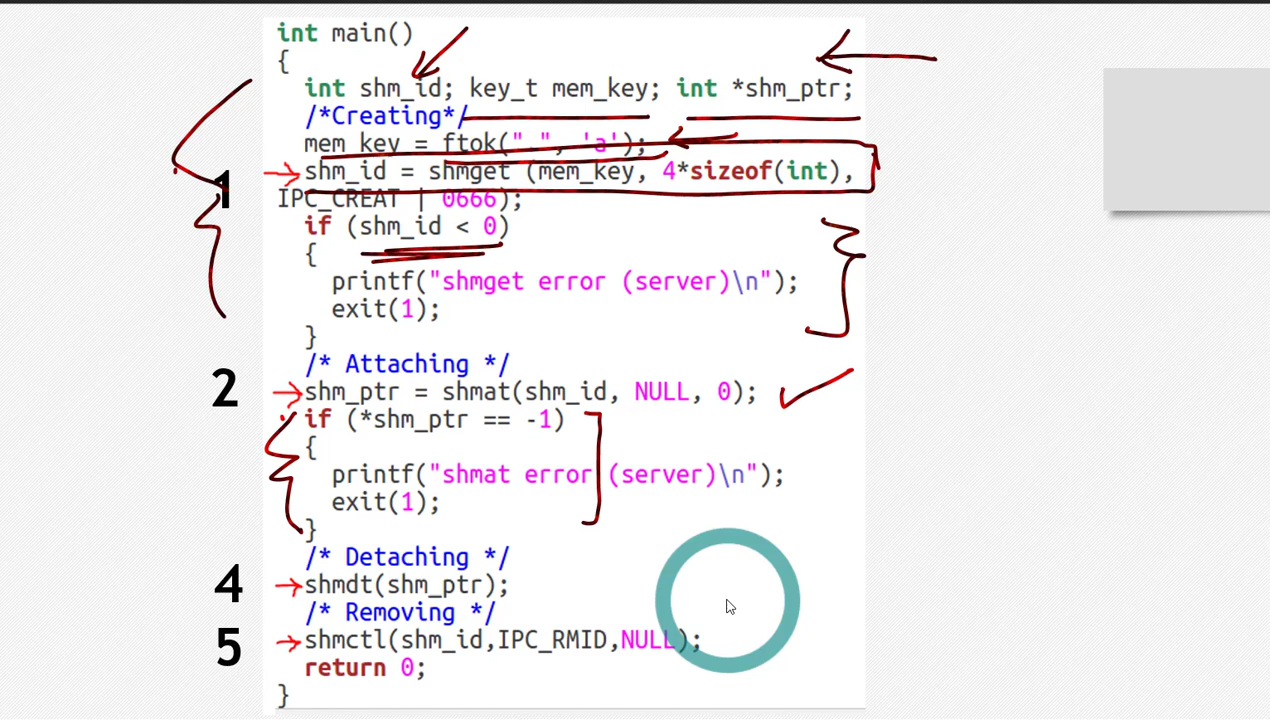 int main()
{
int shm_id; key_t mem_key; int *shm_ptr;
/*Creating*/
mem_key = ftok(".", 'a');
1 shm_id = shmget (mem_key, 4*sizeof(int),
IPC_CREAT | 0666);
if (shm_id < 0)
{
printf("shmget error (server)\n");
exit(1);
}
/* Attaching */
2 shm_ptr = shmat(shm_id, NULL, 0);
if (*shm_ptr == -1)
{
printf("shmat error (server)\n");
exit(1);
}
/* Detaching */
4 shmdt(shm_ptr);
/* Removing */
5 shmctl(shm_id,IPC_RMID,NULL);
return 0;
}